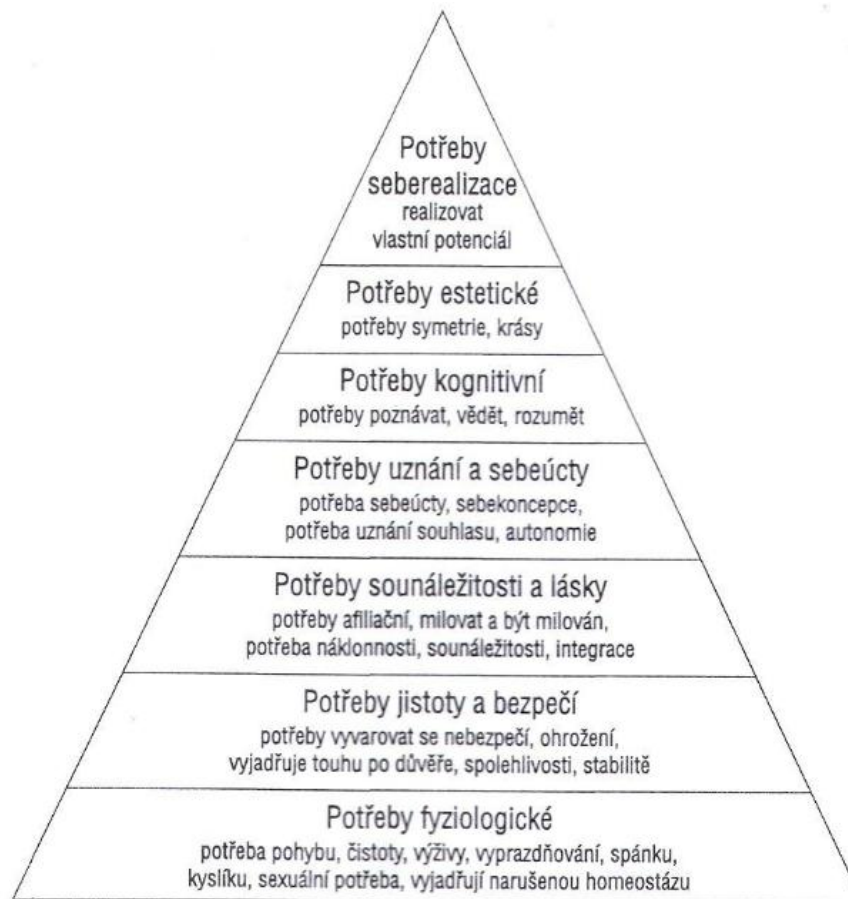 Potřeby
seberealizace
realizovat
vlastní potenciál
Potřeby estetické
potřeby symetrie, krásy
Potřeby kognitivní
potřeby poznávat, vědět, rozumět
Potřeby uznání a sebeúcty
potřeba sebeúcty, sebekoncepce,
potřeba uznání souhlasu, autonomie
Potřeby sounáležitosti a lásky
potřeby afiliační, milovat a být milován,
potřeba náklonnosti, sounáležitosti, integrace
Potřeby jistoty a bezpečí
potřeby vyvarovat se nebezpečí, ohrožení,
vyjadřuje touhu po důvěře, spolehlivosti, stabilitě
Potřeby fyziologické
potřeba pohybu, čistoty, výživy, vyprazdňování, spánku,
kyslíku, sexuální potřeba, vyjadřují narušenou homeostázu